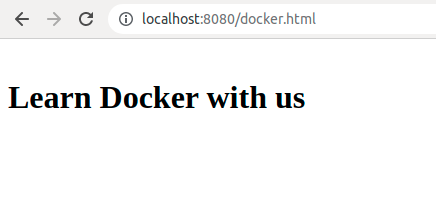 localhost:8080/docker.html
Learn Docker with us